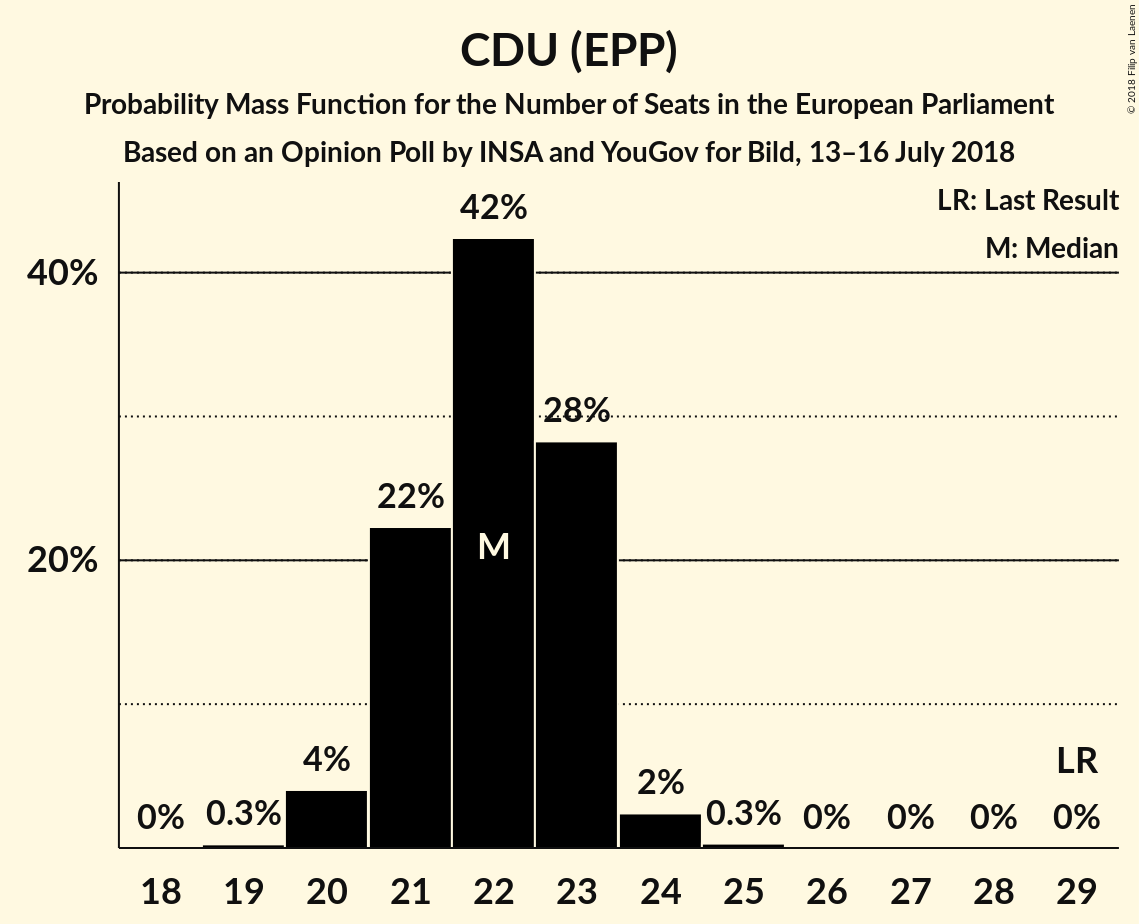 CDU (EPP)
Probability Mass Function for the Number of Seats in the European Parliament
Based on an Opinion Poll by INSA and YouGov for Bild, 13–16 July 2018
© 2018 Filip van Laenen
LR: Last Result
M: Median
42%
40%
28%
22%
M
20%
LR
4%
2%
0%
0.3%
0.3%
0%
0%
0%
0%
18 19 20 21 22 23 24 25 26 27 28 29